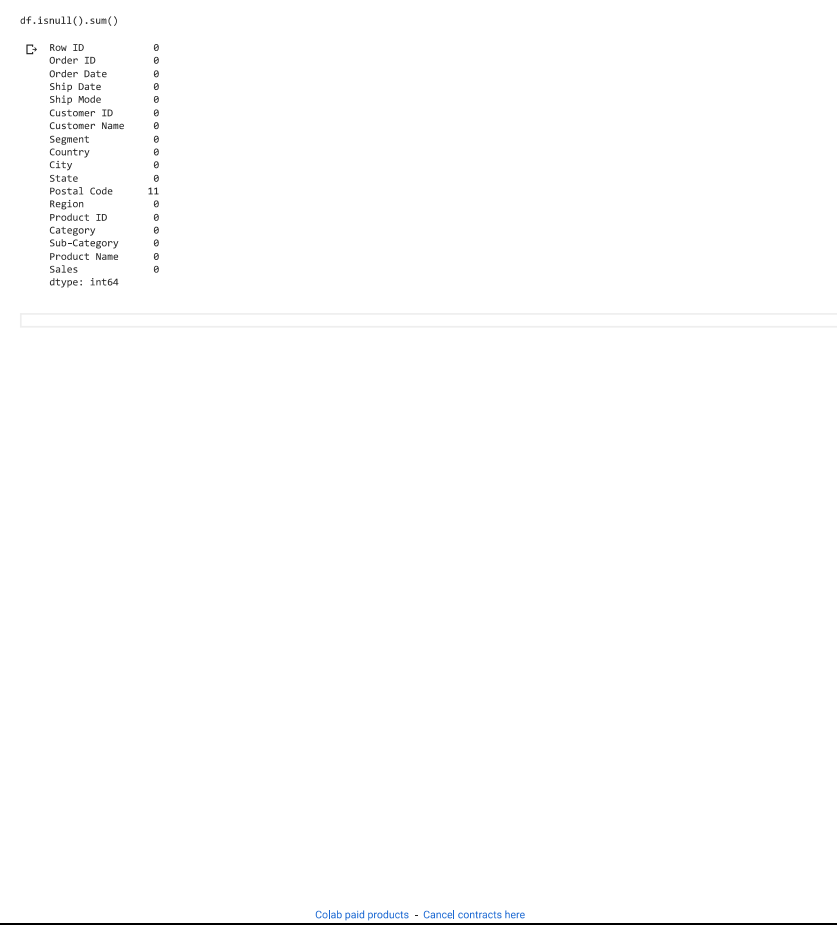 df.isnull().sum()
Row ID 0
Order ID 0
Order Date 0
Ship Date 0
Ship Mode 0
Customer ID 0
Customer Name 0
Segment 0
Country 0
City 0
State 0
Postal Code 11
Region 0
Product ID 0
Category 0
Sub-Category 0
Product Name 0
Sales 0
dtype: int64
Colab paid products - Cancel contracts here